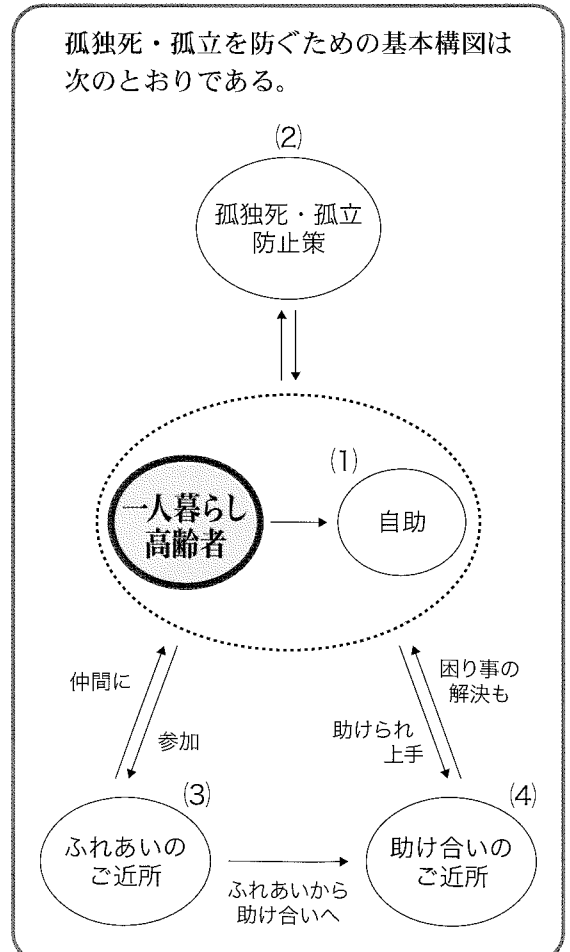 孤独死・孤立を防ぐための基本構図は
次のとおりである。
(2)
孤独死・孤立
防止策
(1)
一人暮らし
高齢者
自助
仲間に
参加
困り事の
解決も
助けられ
上手
(3)
ふれあいの
ご近所
(4)
助け合いの
ご近所
ふれあいから
助け合いへ